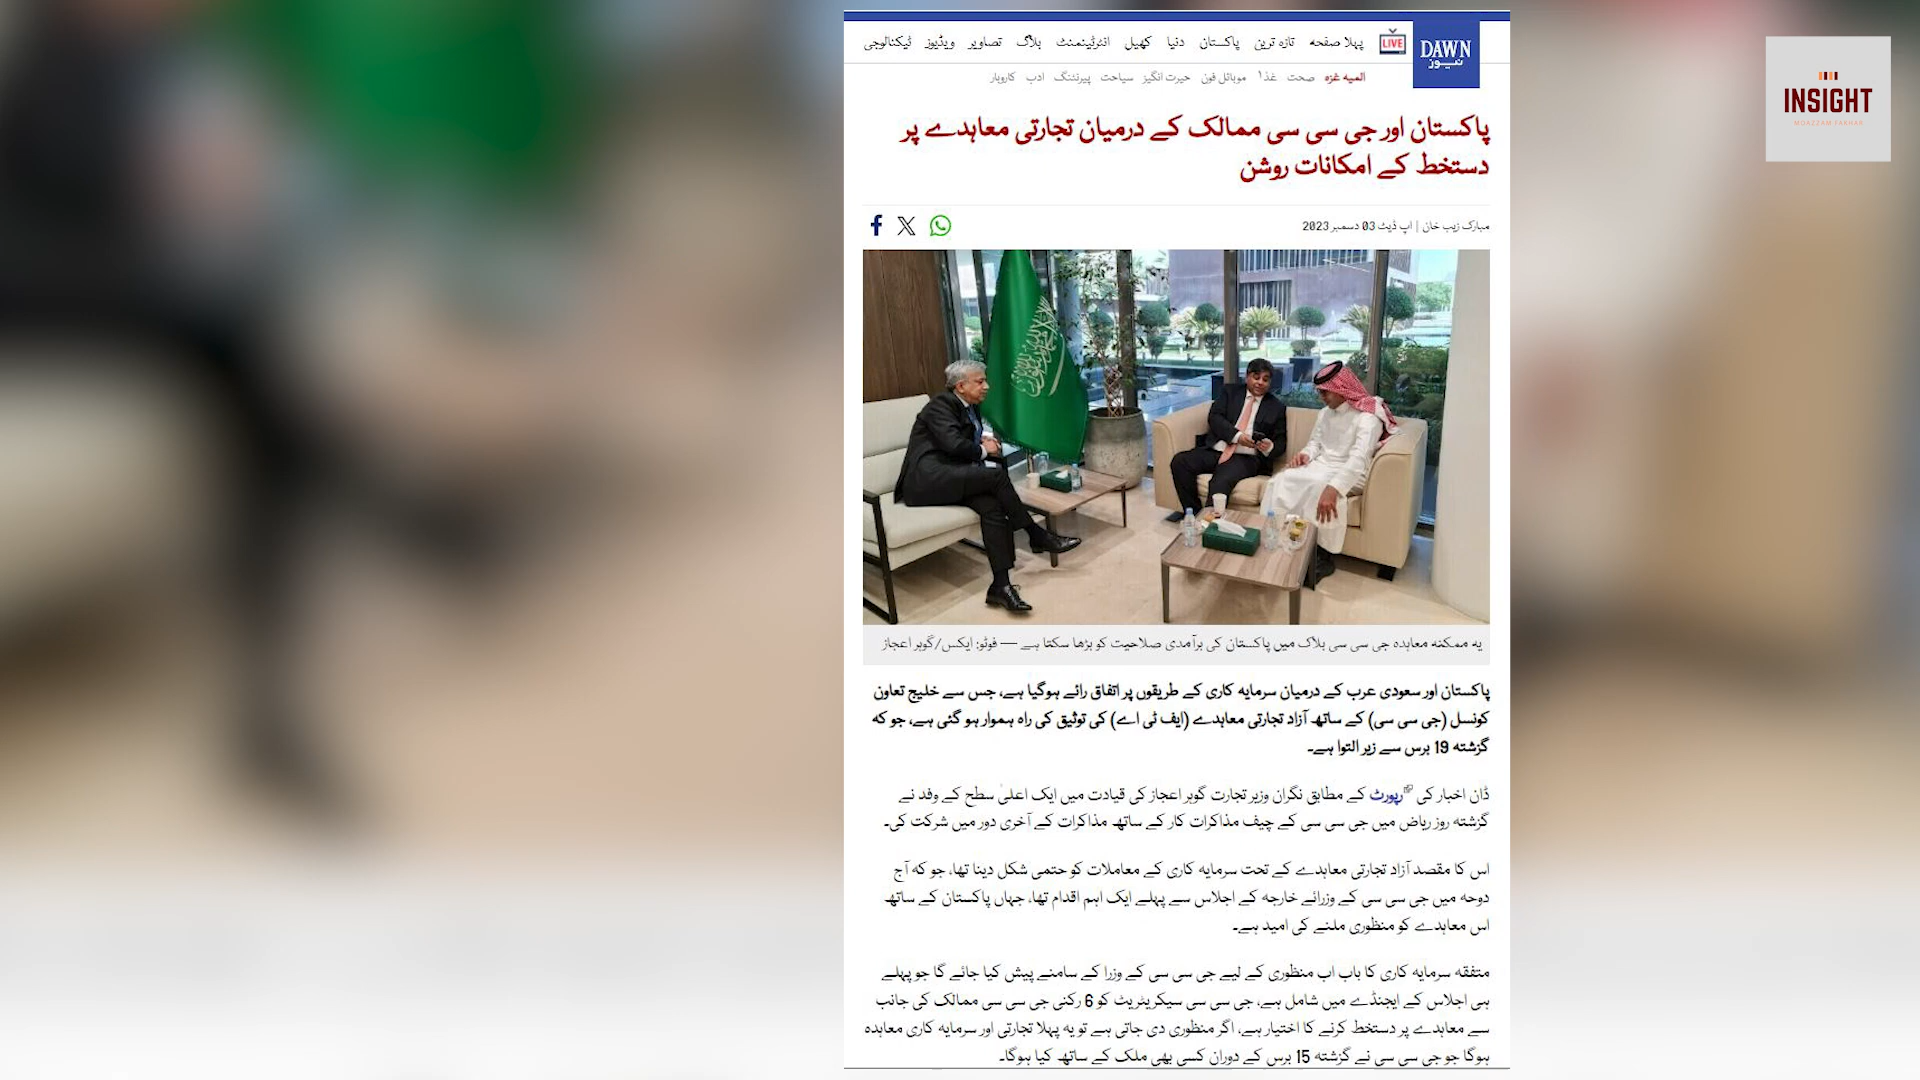 LIVE
DAWN
نیوز
پہلا صفحہ تازہ ترین پاکستان دنیا کھیل انٹرٹینمنٹ بلاگ تصاویر ویڈیوز ٹیکنالوجی
المیہ غزہ صحت غذا موبائل فون حیرت انگیز سیاحت پیرنٹنگ ادب کاروبار
INSIGHT
MOAZZAM FAKHAR
پاکستان اور جی سی سی ممالک کے درمیان تجارتی معاہدے پر
دستخط کے امکانات روشن
مبارک زیب خان | اپ ڈیٹ 03 دسمبر 2023
یہ ممکنہ معاہدہ جی سی سی بلاک میں پاکستان کی برآمدی صلاحیت کو بڑھا سکتا ہے — فوٹو: ایکس/گوہر اعجاز
پاکستان اور سعودی عرب کے درمیان سرمایہ کاری کے طریقوں پر اتفاق رائے ہوگیا ہے، جس سے خلیج تعاون
کونسل (جی سی سی) کے ساتھ آزاد تجارتی معاہدے (ایف ٹی اے) کی توثیق کی راہ ہموار ہو گئی ہے، جو کہ
گزشتہ 19 برس سے زیر التوا ہے۔
ڈان اخبار کی رپورٹ کے مطابق نگران وزیر تجارت گوہر اعجاز کی قیادت میں ایک اعلیٰ سطح کے وفد نے
گزشتہ روز ریاض میں جی سی سی کے چیف مذاکرات کار کے ساتھ مذاکرات کے آخری دور میں شرکت کی۔
اس کا مقصد آزاد تجارتی معاہدے کے تحت سرمایہ کاری کے معاملات کو حتمی شکل دینا تھا، جو کہ آج
دوحہ میں جی سی سی کے وزرائے خارجہ کے اجلاس سے پہلے ایک اہم اقدام تھا، جہاں پاکستان کے ساتھ
اس معاہدے کو منظوری ملنے کی امید ہے۔
متفقہ سرمایہ کاری کا باب اب منظوری کے لیے جی سی سی کے وزرا کے سامنے پیش کیا جائے گا جو پہلے
ہی اجلاس کے ایجنڈے میں شامل ہے، جی سی سی سیکریٹریٹ کو 6 رکنی جی سی سی ممالک کی جانب
سے معاہدے پر دستخط کرنے کا اختیار ہے، اگر منظوری دی جاتی ہے تو یہ پہلا تجارتی اور سرمایہ کاری معاہدہ
ہوگا جو جی سی سی نے گزشتہ 15 برس کے دوران کسی بھی ملک کے ساتھ کیا ہوگا۔